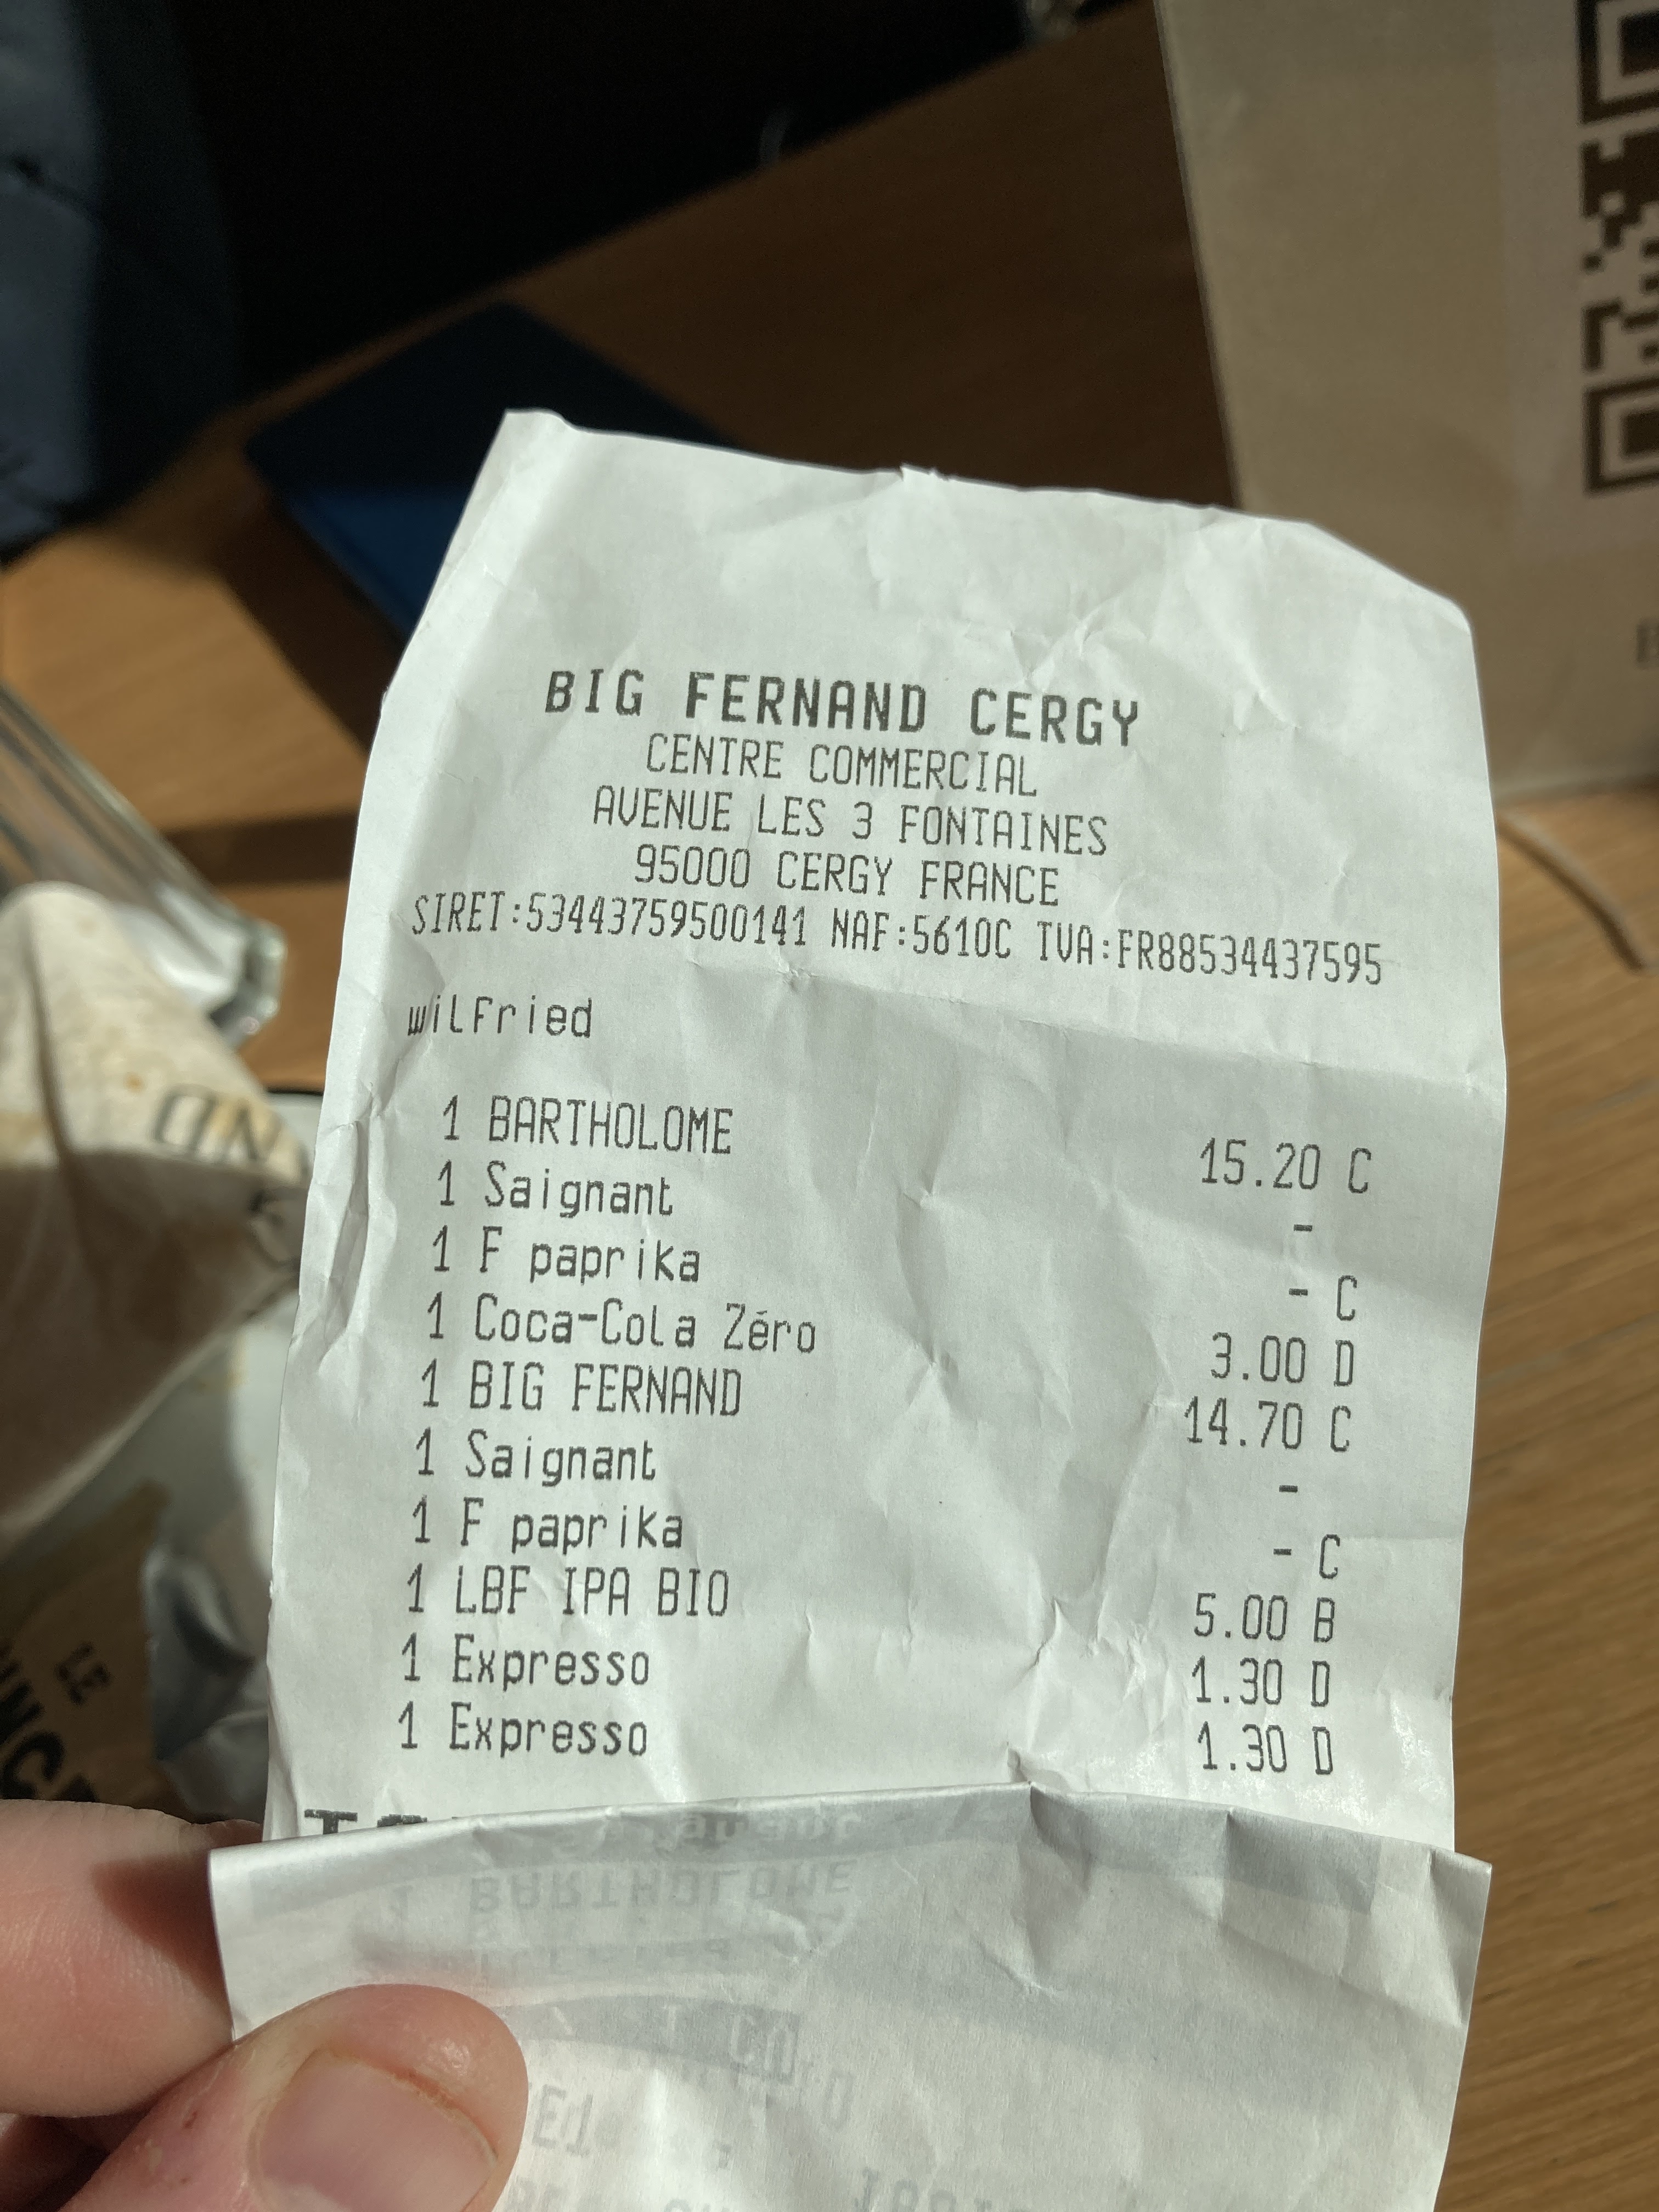 BIG FERNAND CERGY
CENTRE COMMERCIAL
AVENUE LES 3 FONTAINES
95000 CERGY FRANCE
SIRET:53443759500141 NAF:5610C TVA:FR88534437595
wilfried
1 BARTHOLOME 15.20 C
1 Saignant -
1 F paprika - C
1 Coca-Cola Zéro 3.00 D
1 BIG FERNAND 14.70 C
1 Saignant -
1 F paprika - C
1 LBF IPA BIO 5.00 B
1 Expresso 1.30 D
1 Expresso 1.30 D
LE